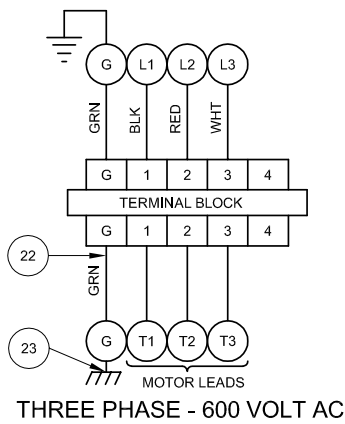 G L1 L2 L3
GRN BLK RED WHT
G 1 2 3 4
TERMINAL BLOCK
G 1 2 3 4
22
GRN
23
G T1 T2 T3
MOTOR LEADS
THREE PHASE - 600 VOLT AC